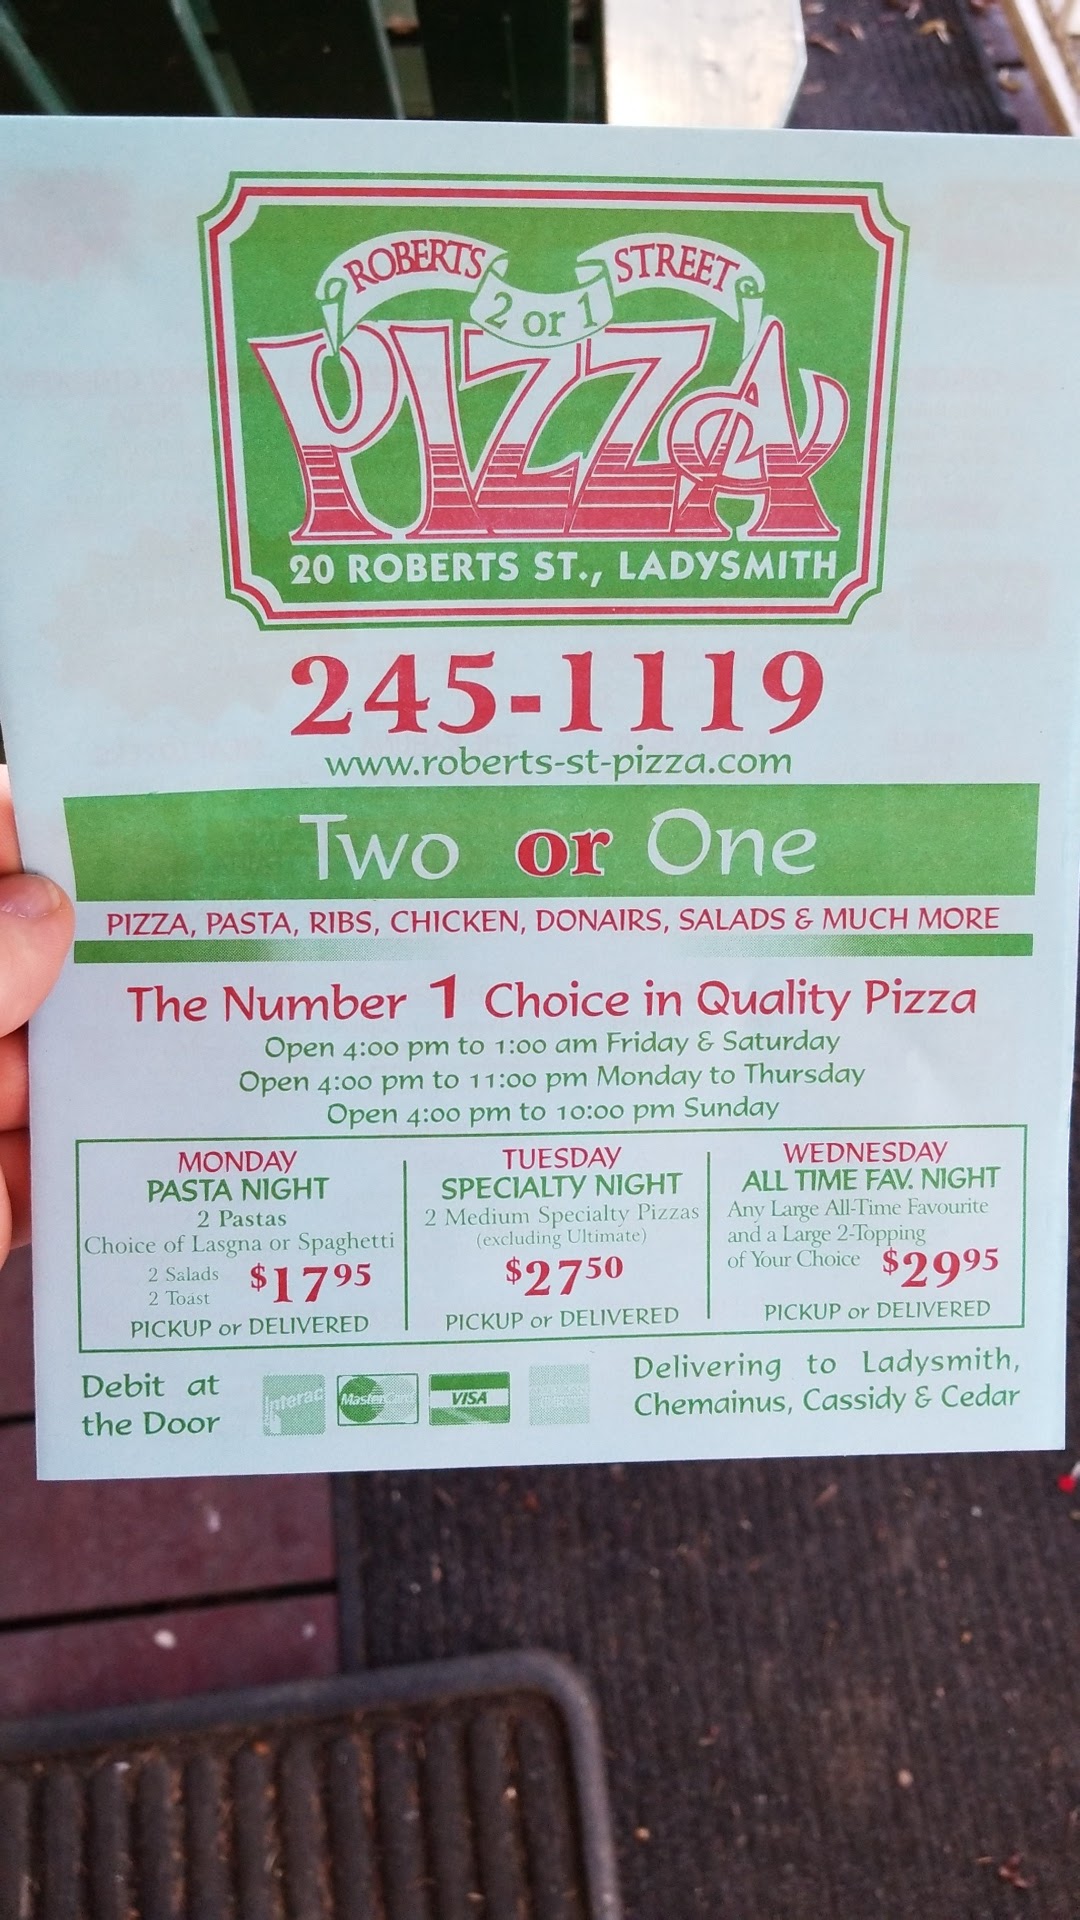 ROBERTS STREET
2 or 1
PIZZA
20 ROBERTS ST., LADYSMITH
245-1119
www.roberts-st-pizza.com
Two or One
PIZZA, PASTA, RIBS, CHICKEN, DONAIRS, SALADS & MUCH MORE
The Number 1 Choice in Quality Pizza
Open 4:00 pm to 1:00 am Friday & Saturday
Open 4:00 pm to 11:00 pm Monday to Thursday
Open 4:00 pm to 10:00 pm Sunday
MONDAY
PASTA NIGHT
2 Pastas
Choice of Lasgna or Spaghetti
2 Salads
2 Toast
$17.95
PICKUP or DELIVERED
TUESDAY
SPECIALTY NIGHT
2 Medium Specialty Pizzas
(excluding Ultimate)
$27.50
PICKUP or DELIVERED
WEDNESDAY
ALL TIME FAV. NIGHT
Any Large All-Time Favourite
and a Large 2-Topping
of Your Choice $29.95
PICKUP or DELIVERED
Debit at
the Door
Interac
MasterCard
VISA
Delivering to Ladysmith,
Chemainus, Cassidy & Cedar